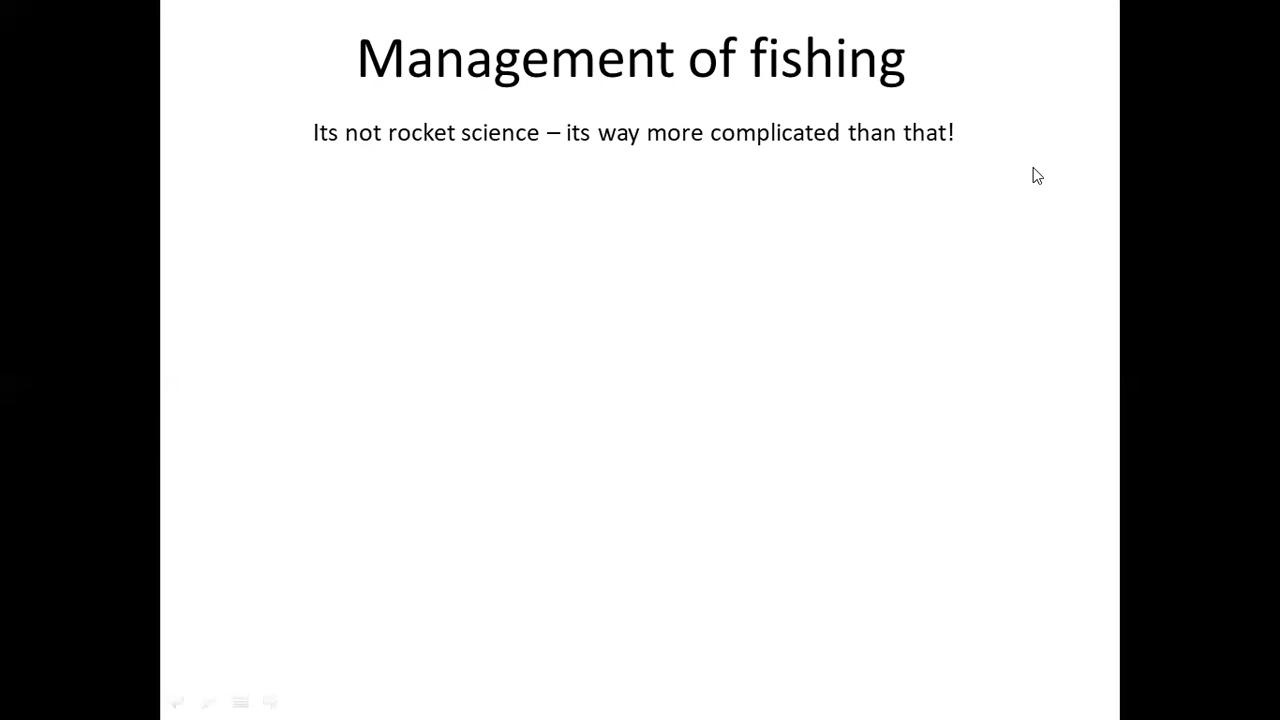 Management of fishing
Its not rocket science – its way more complicated than that!